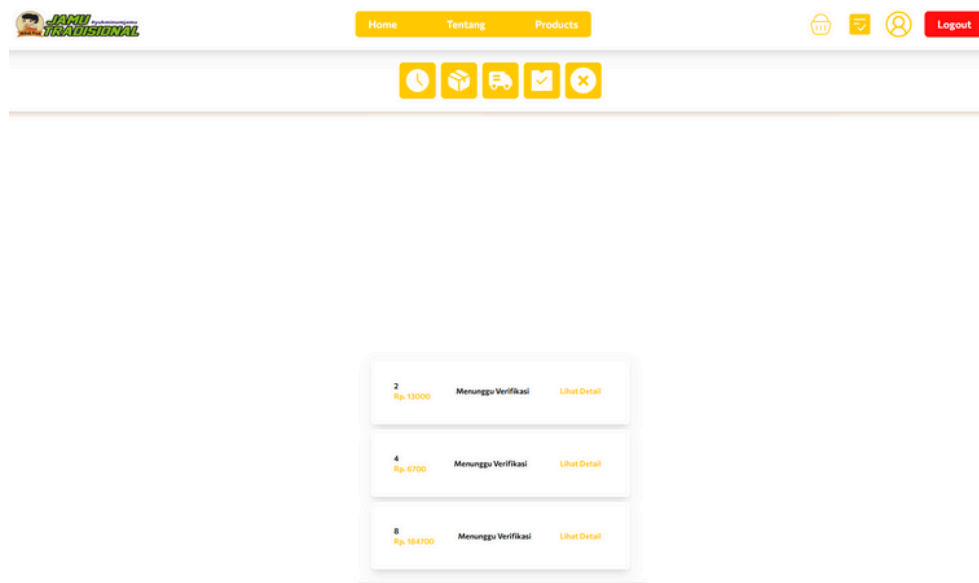 JAMU
TRADISIONAL
Home Tentang Products
Logout
2
Rp. 13000
Menunggu Verifikasi
Lihat Detail
4
Rp. 6700
Menunggu Verifikasi
Lihat Detail
8
Rp. 184700
Menunggu Verifikasi
Lihat Detail